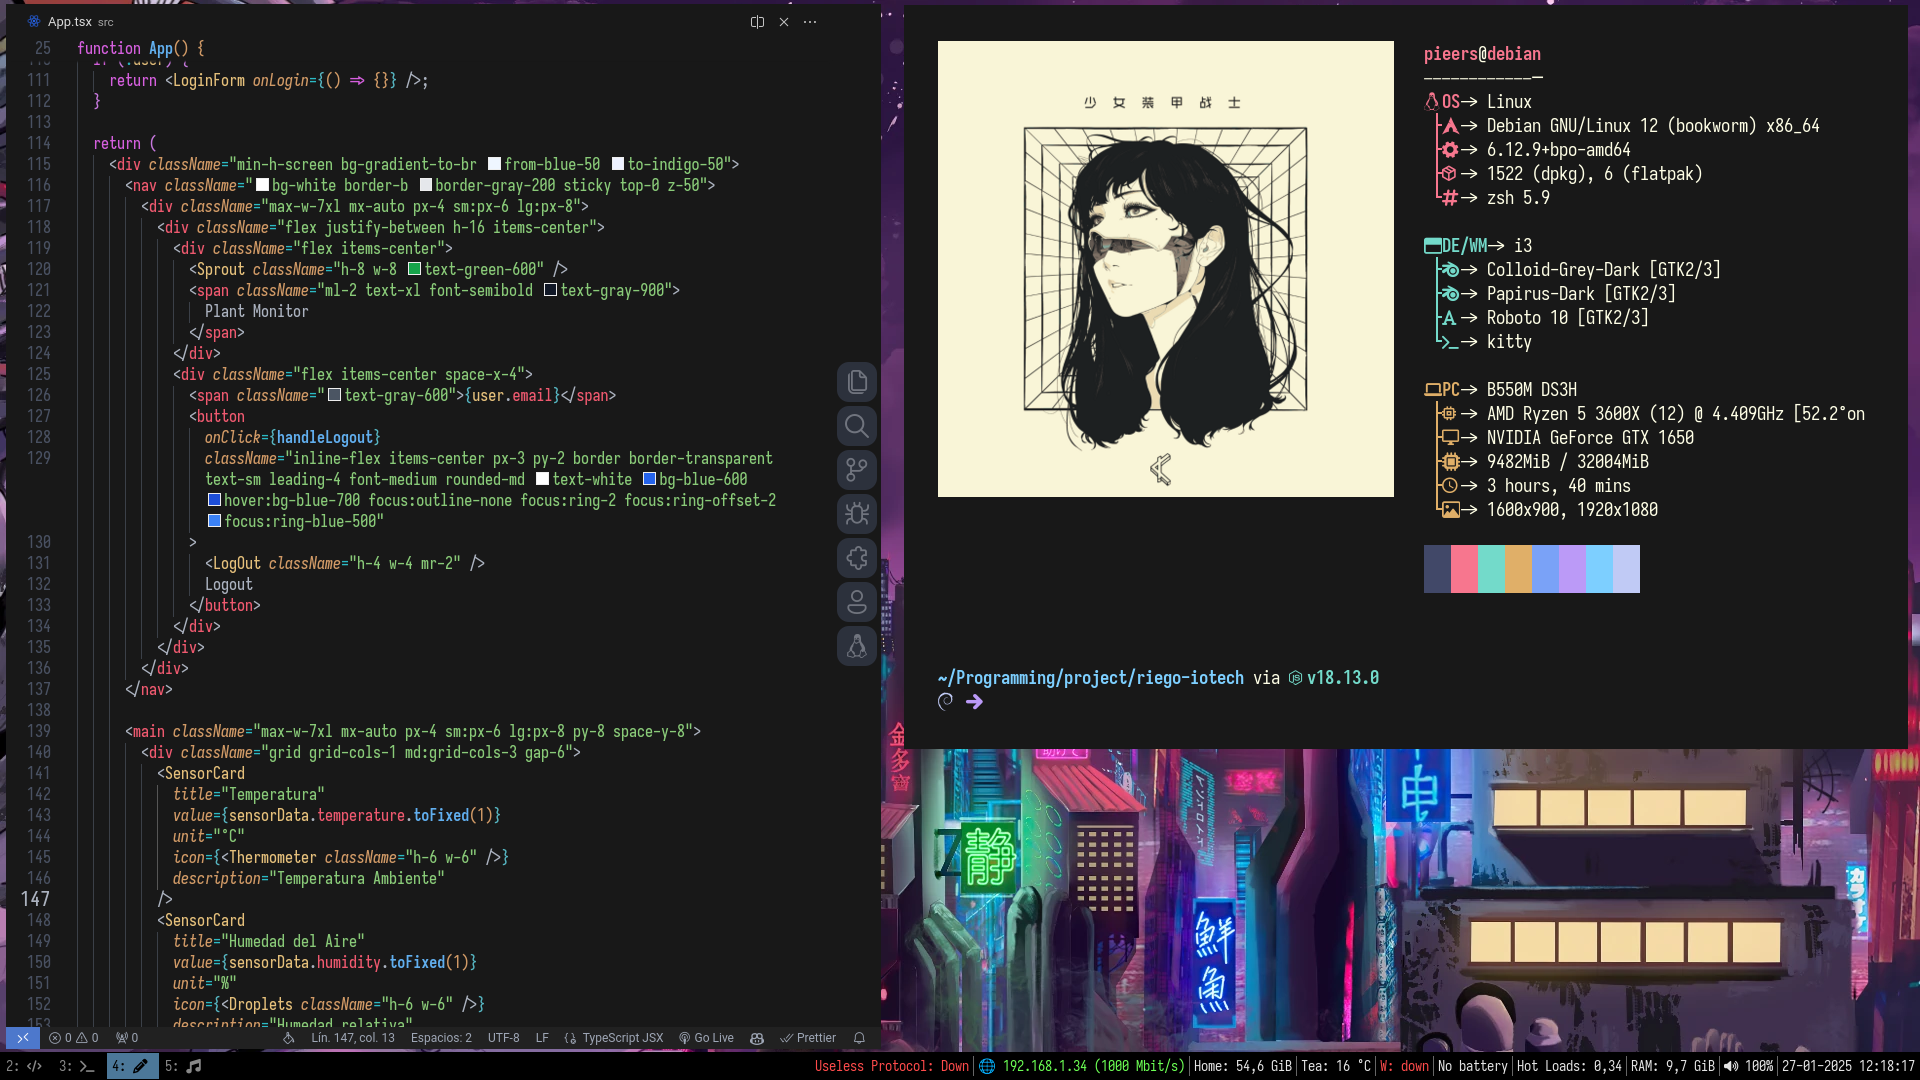 App.tsx src
25 function App() {
111 return <LoginForm onLogin={() => {}} />;
112 }
113
114 return (
115 <div className="min-h-screen bg-gradient-to-br from-blue-50 to-indigo-50">
116 <nav className="bg-white border-b border-gray-200 sticky top-0 z-50">
117 <div className="max-w-7xl mx-auto px-4 sm:px-6 lg:px-8">
118 <div className="flex justify-between h-16 items-center">
119 <div className="flex items-center">
120 <Sprout className="h-8 w-8 text-green-600" />
121 <span className="ml-2 text-xl font-semibold text-gray-900">
122 Plant Monitor
123 </span>
124 </div>
125 <div className="flex items-center space-x-4">
126 <span className="text-gray-600">{user.email}</span>
127 <button
128 onClick={handleLogout}
129 className="inline-flex items-center px-3 py-2 border border-transparent
text-sm leading-4 font-medium rounded-md text-white bg-blue-600
hover:bg-blue-700 focus:outline-none focus:ring-2 focus:ring-offset-2
focus:ring-blue-500"
130 >
131 <LogOut className="h-4 w-4 mr-2" />
132 Logout
133 </button>
134 </div>
135 </div>
136 </div>
137 </nav>
138
139 <main className="max-w-7xl mx-auto px-4 sm:px-6 lg:px-8 py-8 space-y-8">
140 <div className="grid grid-cols-1 md:grid-cols-3 gap-6">
141 <SensorCard
142 title="Temperatura"
143 value={sensorData.temperature.toFixed(1)}
144 unit="°C"
145 icon={<Thermometer className="h-6 w-6" />}
146 description="Temperatura Ambiente"
147 />
148 <SensorCard
149 title="Humedad del Aire"
150 value={sensorData.humidity.toFixed(1)}
151 unit="%"
152 icon={<Droplets className="h-6 w-6" />}
153 description="Humedad relativa"
0 0 0 Lín. 147, col. 13 Espacios: 2 UTF-8 LF {} TypeScript JSX Go Live Prettier
少女装甲战士
pieers@debian
OS→ Linux
→ Debian GNU/Linux 12 (bookworm) x86_64
→ 6.12.9+bpo-amd64
→ 1522 (dpkg), 6 (flatpak)
→ zsh 5.9
DE/WM→ i3
→ Colloid-Grey-Dark [GTK2/3]
→ Papirus-Dark [GTK2/3]
→ Roboto 10 [GTK2/3]
→ kitty
PC→ B550M DS3H
→ AMD Ryzen 5 3600X (12) @ 4.409GHz [52.2°on
→ NVIDIA GeForce GTX 1650
→ 9482MiB / 32004MiB
→ 3 hours, 40 mins
→ 1600x900, 1920x1080
~/Programming/project/riego-iotech via v18.13.0
➜
金多寶
静
申
鮮魚
カラ
2: </> 3: >_ 4: 5:
Useless Protocol: Down| 192.168.1.34 (1000 Mbit/s)|Home: 54,6 GiB|Tea: 16 °C|W: down|No battery|Hot Loads: 0,34|RAM: 9,7 GiB| 100%|27-01-2025 12:18:17